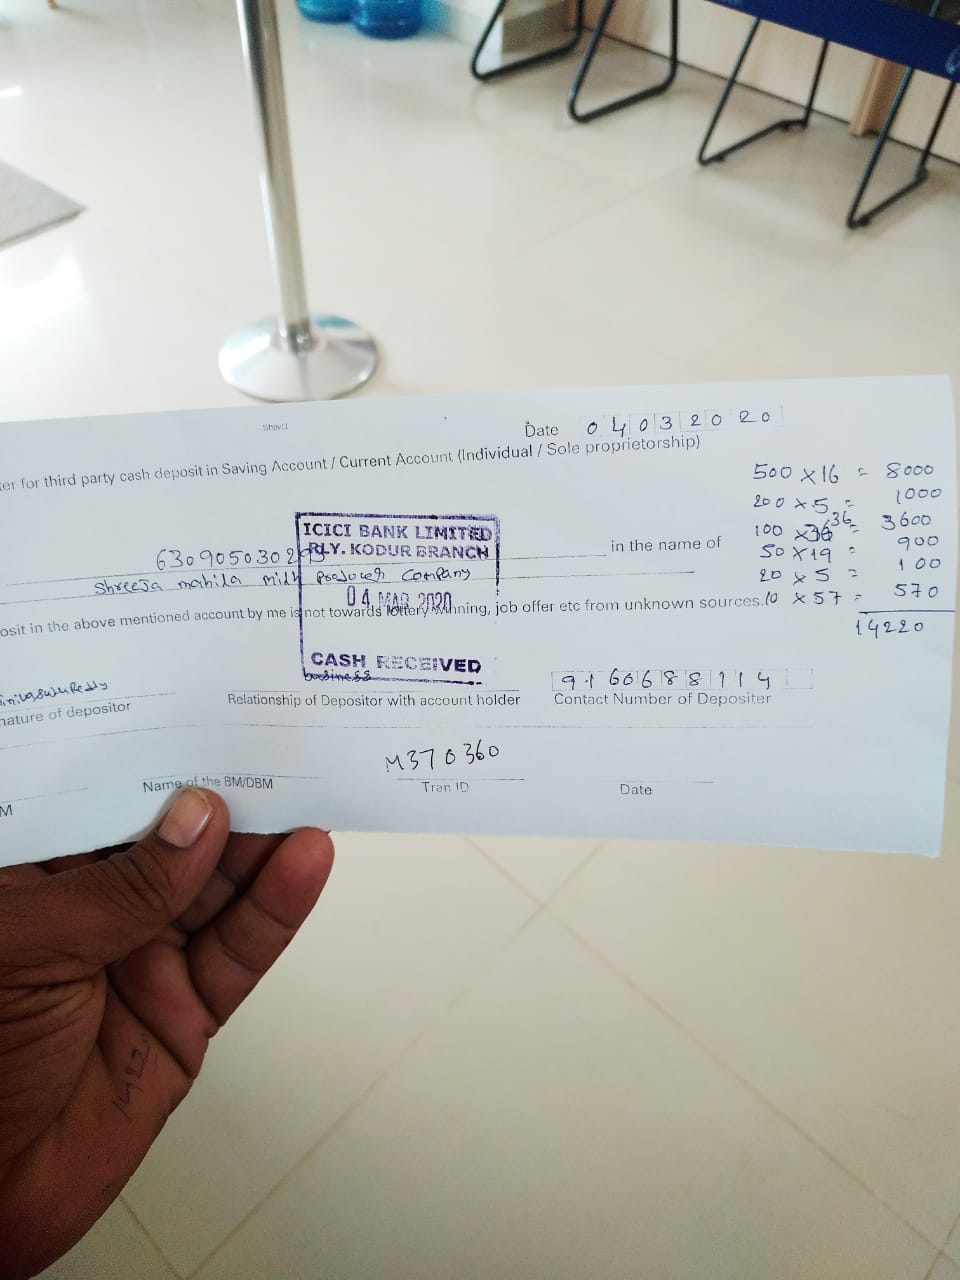 Sheet1
Date 04032020
ter for third party cash deposit in Saving Account / Current Account (Individual / Sole proprietorship)
500 x 16 = 8000
200 x 5 = 1000
100 x 36 = 3600
50 x 19 = 900
20 x 5 = 100
10 x 57 = 570
14220
ICICI BANK LIMITED
RLY. KODUR BRANCH
04 MAR 2020
CASH RECEIVED
630905030 in the name of
Shreeja mahila milk Producer Company
osit in the above mentioned account by me is not towards lottery winning, job offer etc from unknown sources.
business
9160688114
nature of depositor
Relationship of Depositor with account holder
Contact Number of Depositer
M370360
M
Name of the BM/DBM
Tran ID
Date